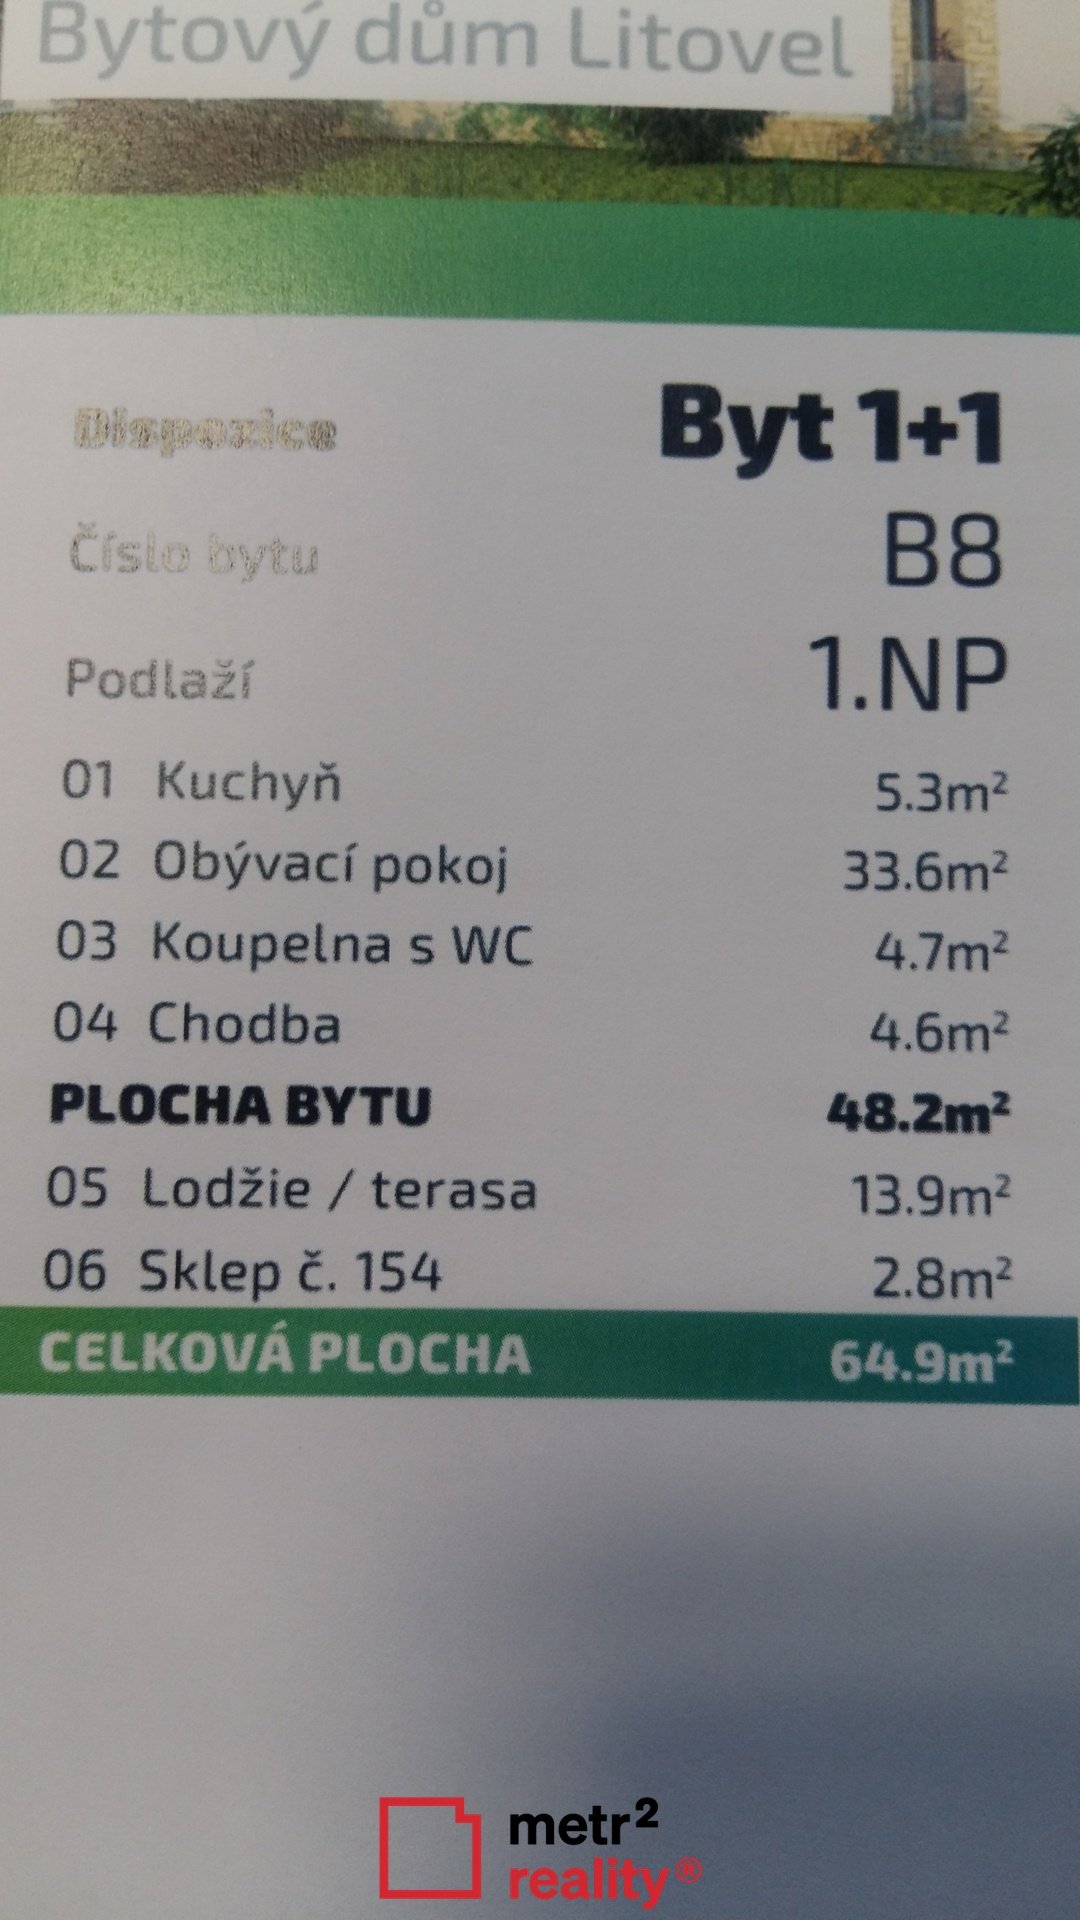 Bytový dům Litovel
Dispozice Byt 1+1
Číslo bytu B8
Podlaží 1.NP
01 Kuchyň 5.3m²
02 Obývací pokoj 33.6m²
03 Koupelna s WC 4.7m²
04 Chodba 4.6m²
PLOCHA BYTU 48.2m²
05 Lodžie / terasa 13.9m²
06 Sklep č. 154 2.8m²
CELKOVÁ PLOCHA 64.9m²
metr²
reality®